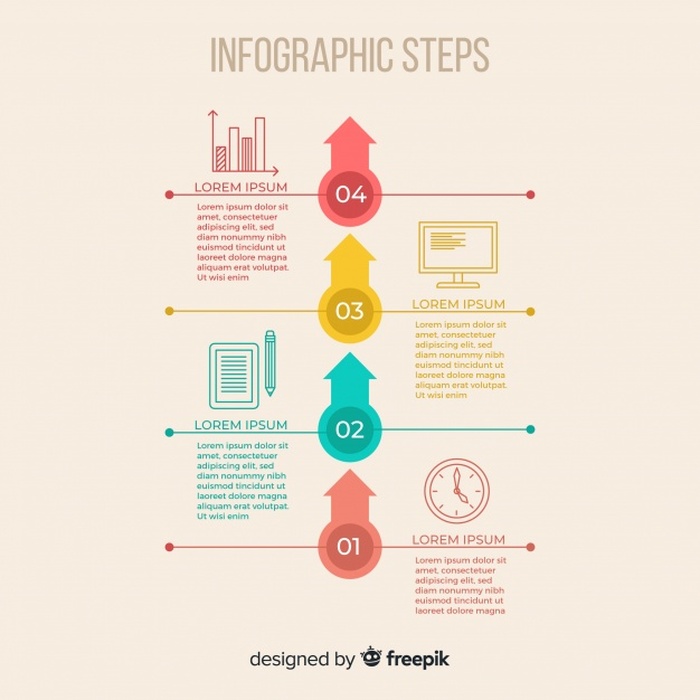 INFOGRAPHIC STEPS
04
LOREM IPSUM
Lorem ipsum dolor sit
amet, consectetuer
adipiscing elit, sed
diam nonummy nibh
euismod tincidunt ut
laoreet dolore magna
aliquam erat volutpat.
Ut wisi enim
03
LOREM IPSUM
Lorem ipsum dolor sit
amet, consectetuer
adipiscing elit, sed
diam nonummy nibh
euismod tincidunt ut
laoreet dolore magna
aliquam erat volutpat.
Ut wisi enim
02
LOREM IPSUM
Lorem ipsum dolor sit
amet, consectetuer
adipiscing elit, sed
diam nonummy nibh
euismod tincidunt ut
laoreet dolore magna
aliquam erat volutpat.
Ut wisi enim
01
LOREM IPSUM
Lorem ipsum dolor sit
amet, consectetuer
adipiscing elit, sed
diam nonummy nibh
euismod tincidunt ut
laoreet dolore magna
designed by freepik